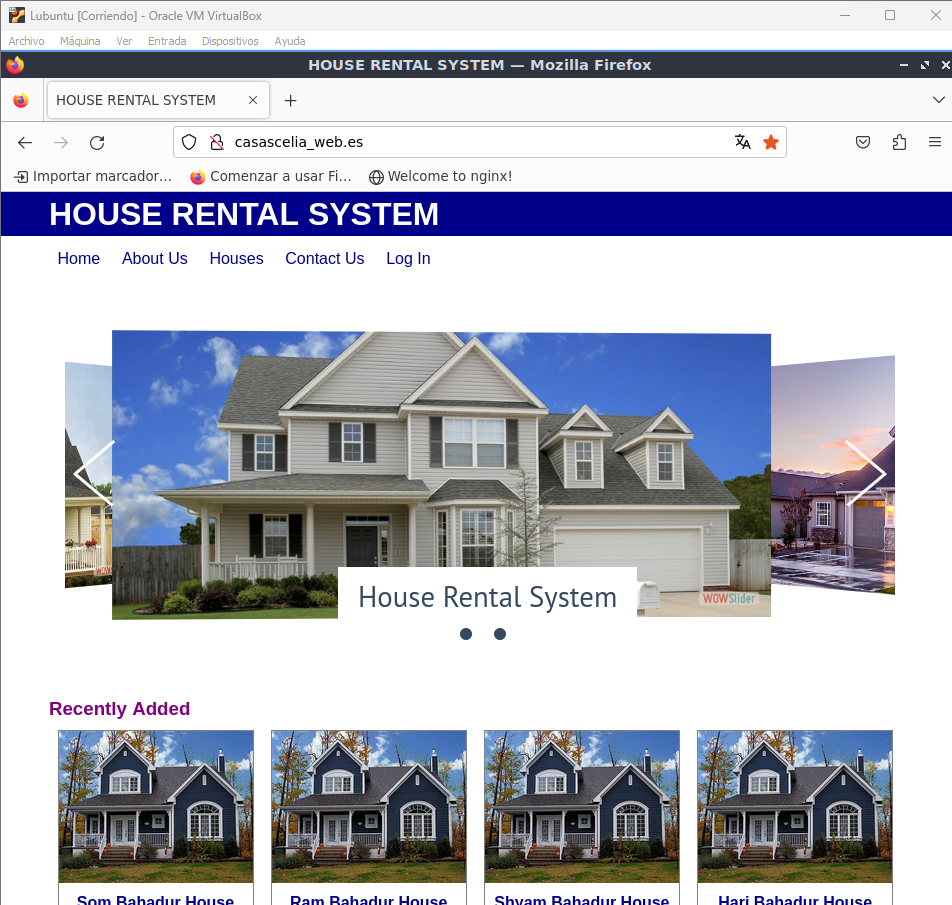 Lubuntu [Corriendo] - Oracle VM VirtualBox
Archivo Máquina Ver Entrada Dispositivos Ayuda
HOUSE RENTAL SYSTEM — Mozilla Firefox
HOUSE RENTAL SYSTEM
casascelia_web.es
Importar marcador… Comenzar a usar Fi… Welcome to nginx!
HOUSE RENTAL SYSTEM
Home About Us Houses Contact Us Log In
WOWSlider
House Rental System
Recently Added
Som Bahadur House Ram Bahadur House Shyam Bahadur House Hari Bahadur House